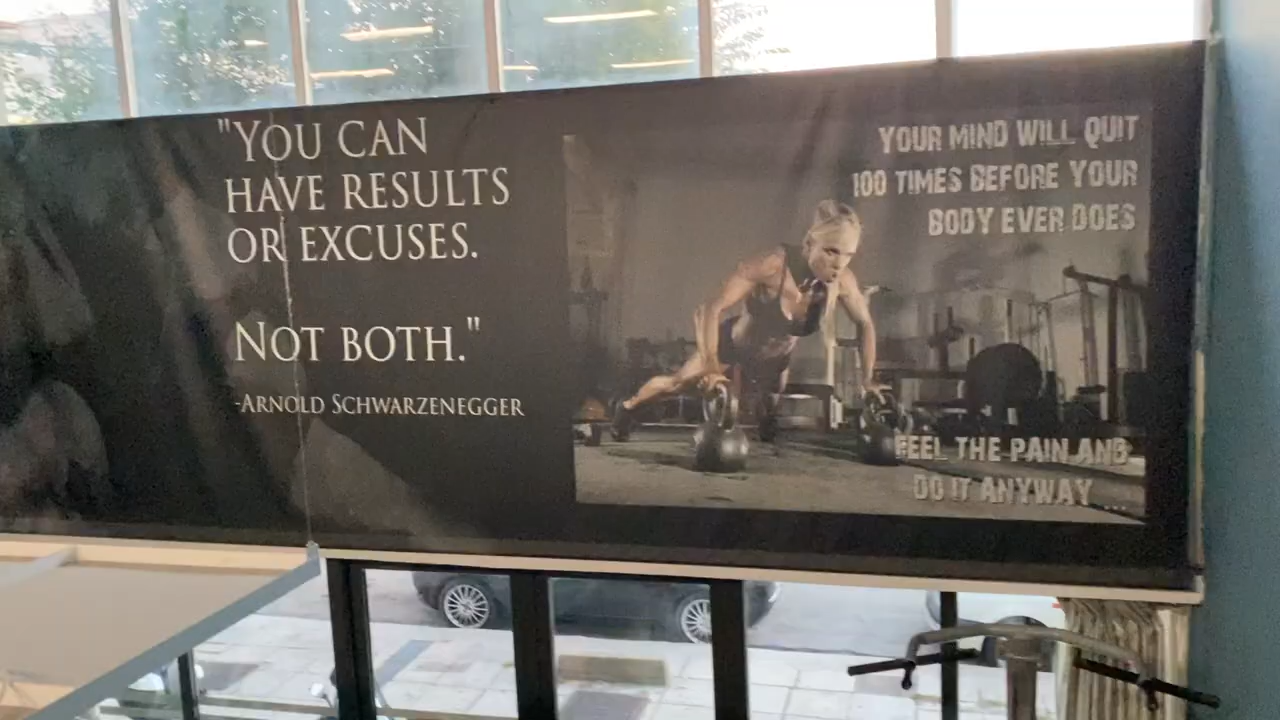 "YOU CAN
HAVE RESULTS
OR EXCUSES.
NOT BOTH."
-ARNOLD SCHWARZENEGGER
YOUR MIND WILL QUIT
100 TIMES BEFORE YOUR
BODY EVER DOES
FEEL THE PAIN AND
DO IT ANYWAY ...